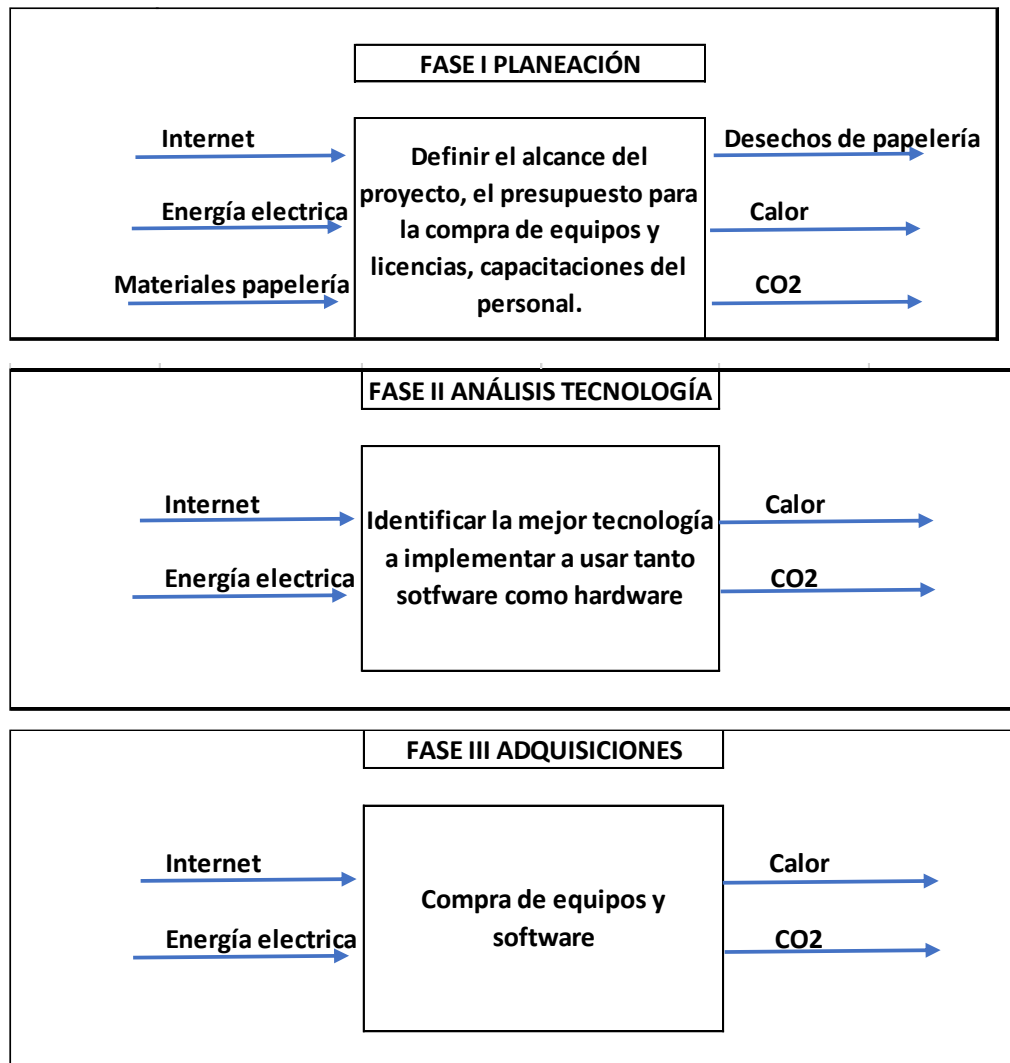 FASE I PLANEACIÓN
Internet
Energía electrica
Materiales papelería
Definir el alcance del
proyecto, el presupuesto para
la compra de equipos y
licencias, capacitaciones del
personal.
Desechos de papelería
Calor
CO2
FASE II ANÁLISIS TECNOLOGÍA
Internet
Energía electrica
Identificar la mejor tecnología
a implementar a usar tanto
sotfware como hardware
Calor
CO2
FASE III ADQUISICIONES
Internet
Energía electrica
Compra de equipos y
software
Calor
CO2